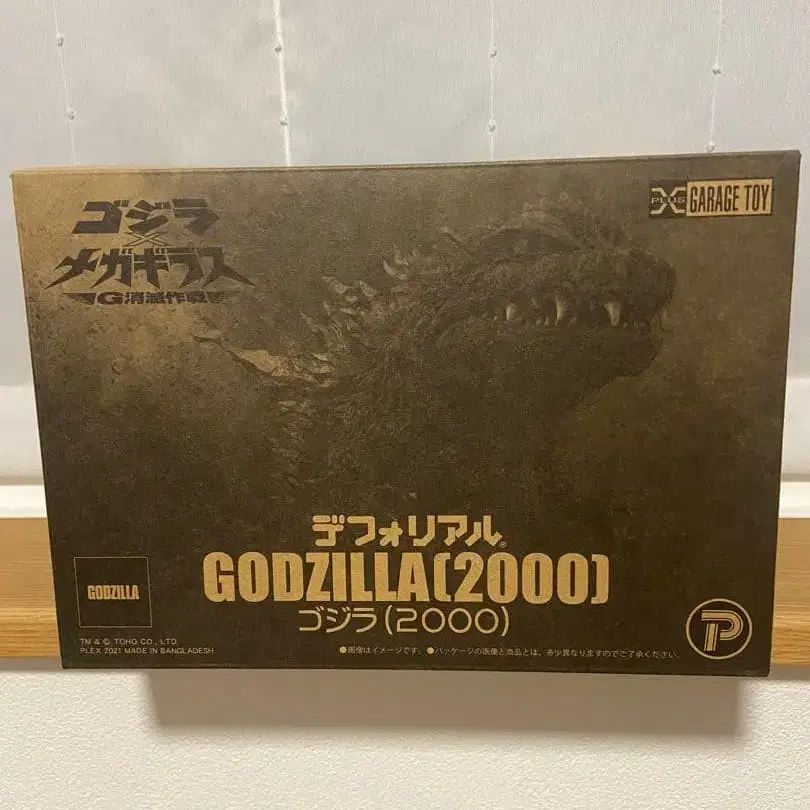 ゴジラ
×
メガギラス
G消滅作戦
X PLUS GARAGE TOY
デフォリアル®
GODZILLA(2000)
ゴジラ(2000)
GODZILLA
TM & © TOHO CO., LTD.
PLEX 2021 MADE IN BANGLADESH
●画像はイメージです。●パッケージの画像と商品とは、多少異なりますのでご了承ください。
P